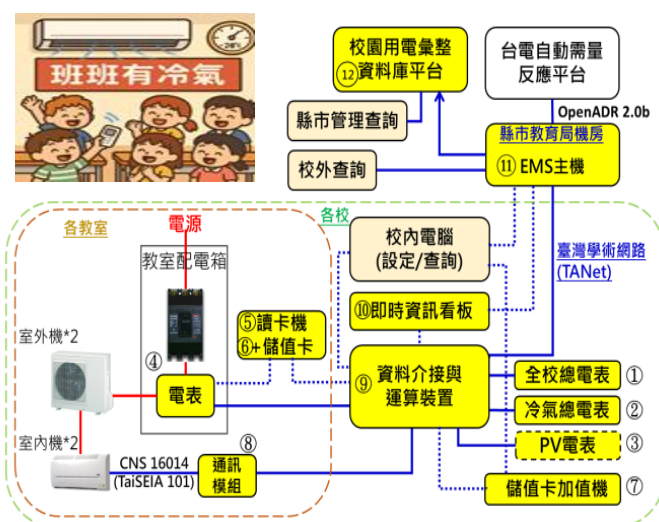 班班有冷氣
26℃
校園用電彙整
⑫資料庫平台
台電自動需量
反應平台
OpenADR 2.0b
縣市管理查詢
校外查詢
縣市教育局機房
⑪ EMS主機
各校
各教室
電源
教室配電箱
校內電腦
(設定/查詢)
臺灣學術網路
(TANet)
⑤讀卡機
⑥+儲值卡
⑩即時資訊看板
室外機*2
④
電表
⑨
資料介接與
運算裝置
全校總電表 ①
冷氣總電表 ②
PV電表 ③
儲值卡加值機 ⑦
室內機*2
CNS 16014
(TaiSEIA 101)
⑧
通訊
模組